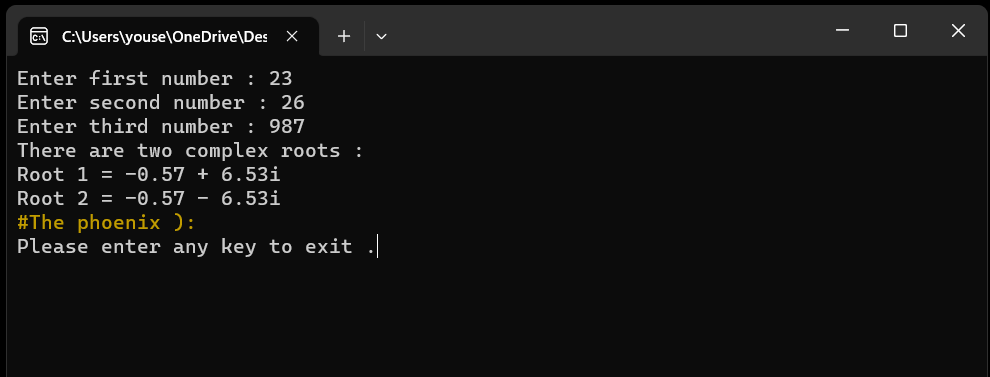 C:\Users\youse\OneDrive\Des
Enter first number : 23
Enter second number : 26
Enter third number : 987
There are two complex roots :
Root 1 = -0.57 + 6.53i
Root 2 = -0.57 - 6.53i
#The phoenix ):
Please enter any key to exit .